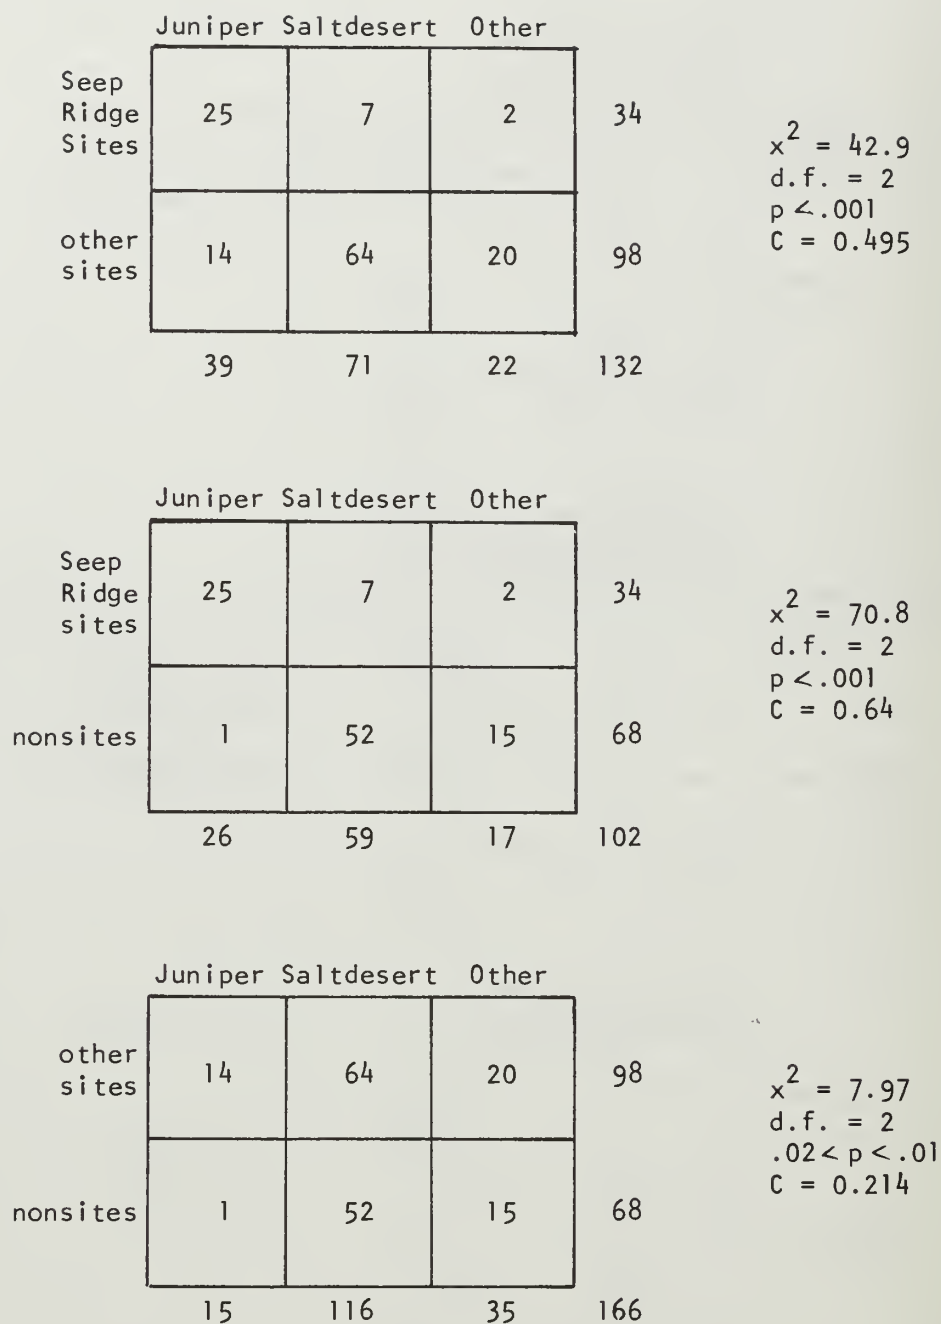 Juniper Saltdesert Other
Seep
Ridge 25 7 2 34
Sites
x² = 42.9
d.f. = 2
p <.001
C = 0.495
other
sites 14 64 20 98
39 71 22 132
Juniper Saltdesert Other
Seep
Ridge 25 7 2 34
sites
x² = 70.8
d.f. = 2
p <.001
C = 0.64
nonsites 1 52 15 68
26 59 17 102
Juniper Saltdesert Other
other
sites 14 64 20 98
x² = 7.97
d.f. = 2
.02< p <.01
C = 0.214
nonsites 1 52 15 68
15 116 35 166